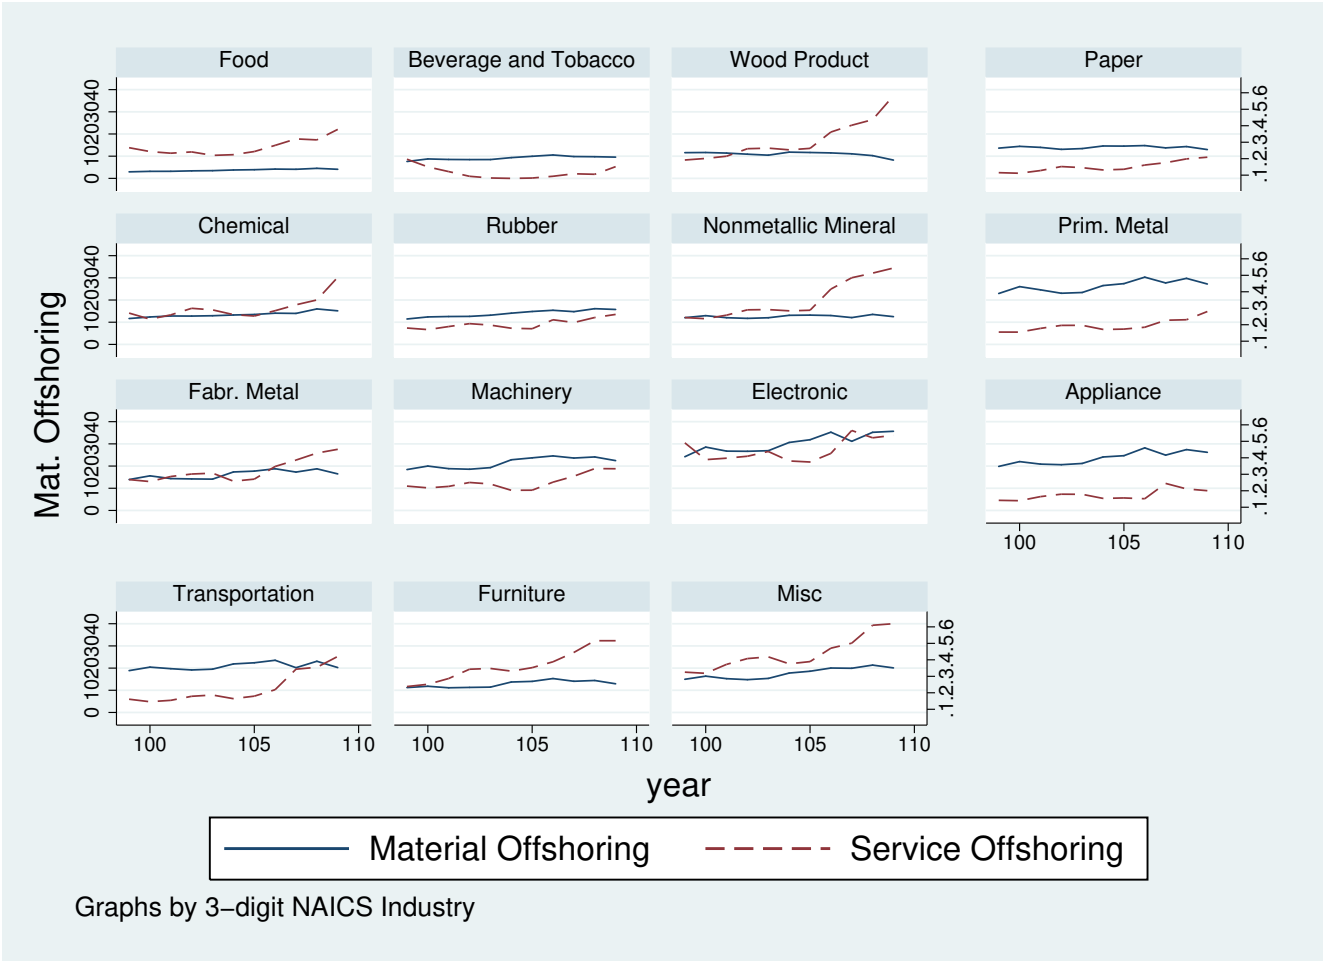 Food Beverage and Tobacco Wood Product Paper
0 10203040 .1.2.3.4.5.6
Chemical Rubber Nonmetallic Mineral Prim. Metal
0 10203040 .1.2.3.4.5.6
Mat. Offshoring
Fabr. Metal Machinery Electronic Appliance
0 10203040 .1.2.3.4.5.6
100 105 110
Transportation Furniture Misc
0 10203040 .1.2.3.4.5.6
100 105 110 100 105 110 100 105 110
year
Material Offshoring Service Offshoring
Graphs by 3−digit NAICS Industry